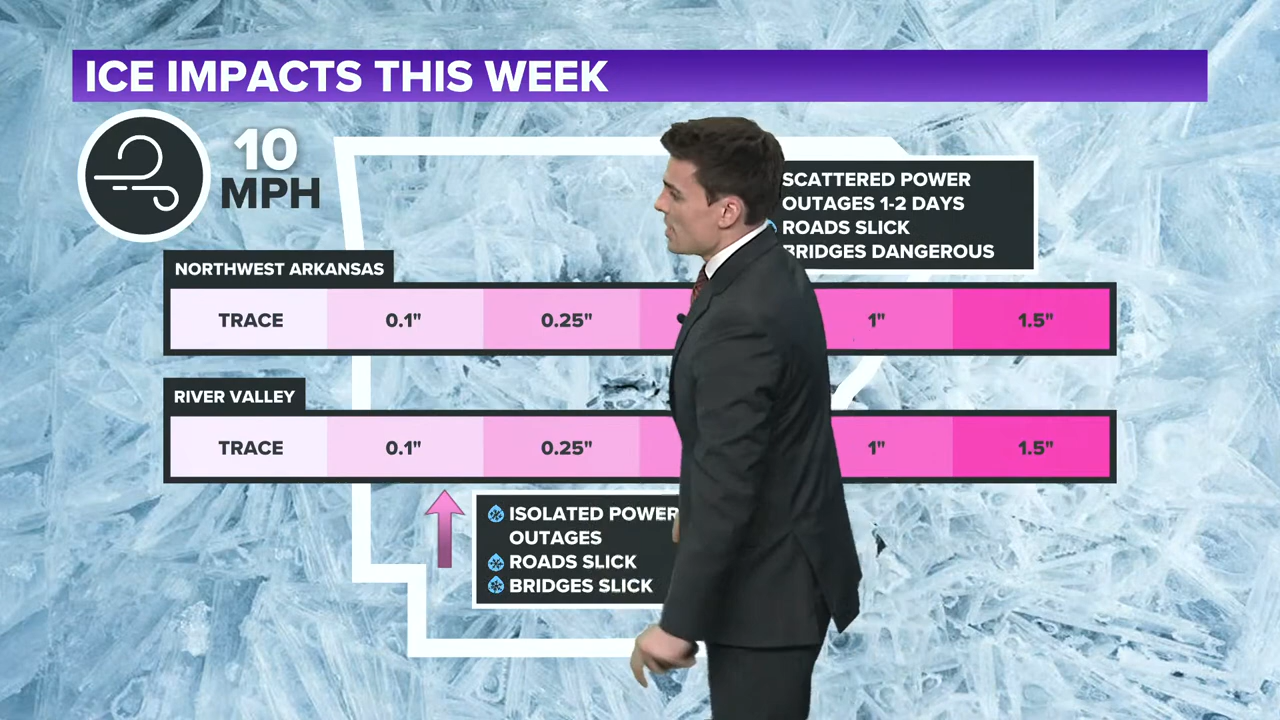 ICE IMPACTS THIS WEEK
10
MPH
SCATTERED POWER
OUTAGES 1-2 DAYS
ROADS SLICK
BRIDGES DANGEROUS
NORTHWEST ARKANSAS
TRACE 0.1" 0.25" 1" 1.5"
RIVER VALLEY
TRACE 0.1" 0.25" 1" 1.5"
ISOLATED POWER
OUTAGES
ROADS SLICK
BRIDGES SLICK